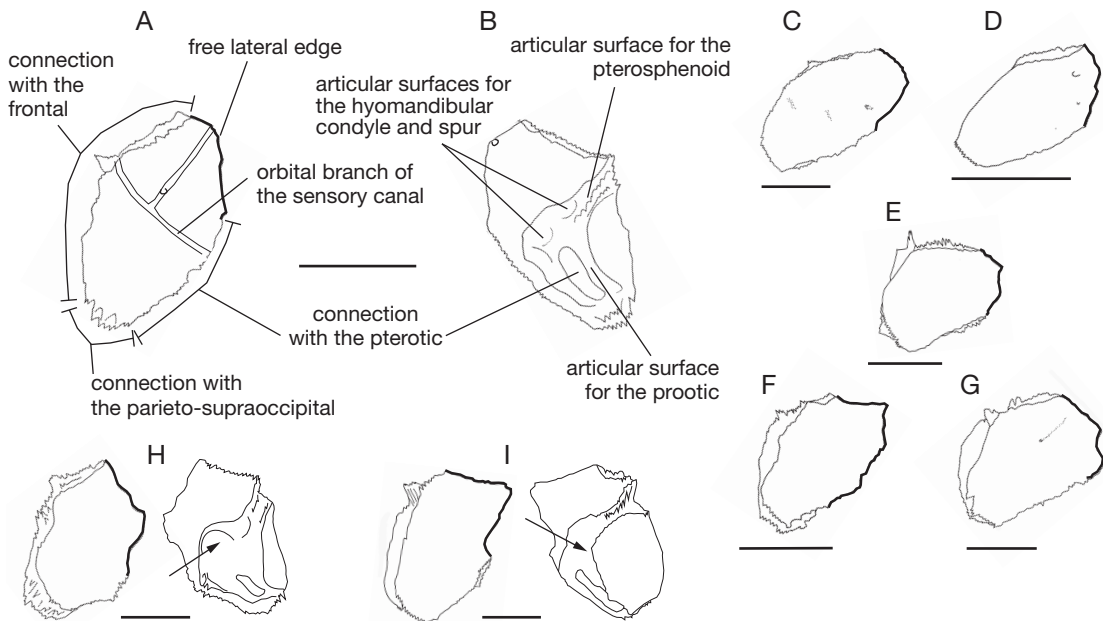 A
B
C
D
connection
with the
frontal
free lateral edge
articular surface for the
pterosphenoid
articular surfaces for
the hyomandibular
condyle and spur
orbital branch of
the sensory canal
E
connection
with the pterotic
articular surface
for the prootic
connection with
the parieto-supraoccipital
F
G
H
I